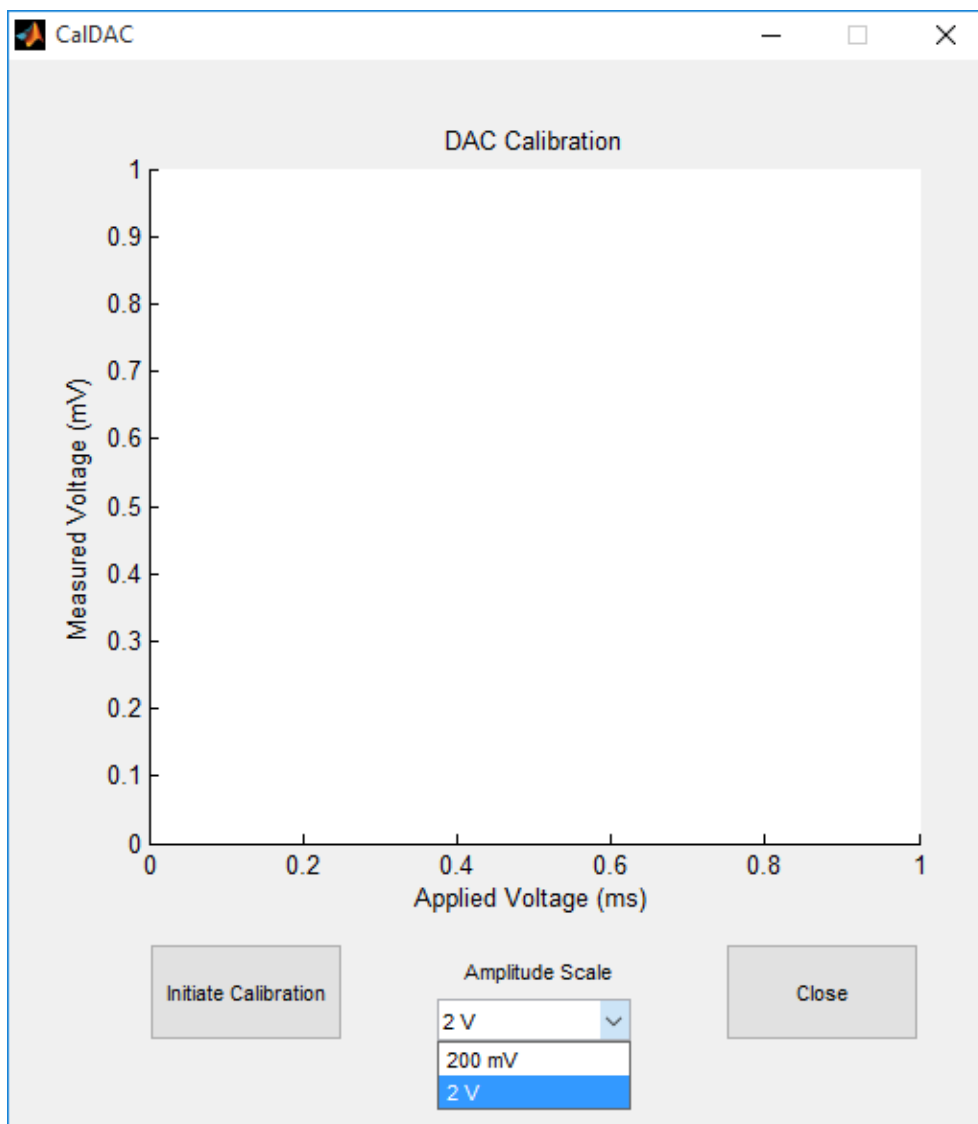 CalDAC
DAC Calibration
1
0.9
0.8
0.7
0.6
0.5
0.4
0.3
0.2
0.1
0
Measured Voltage (mV)
0 0.2 0.4 0.6 0.8 1
Applied Voltage (ms)
Initiate Calibration
Amplitude Scale
2 V
200 mV
2 V
Close